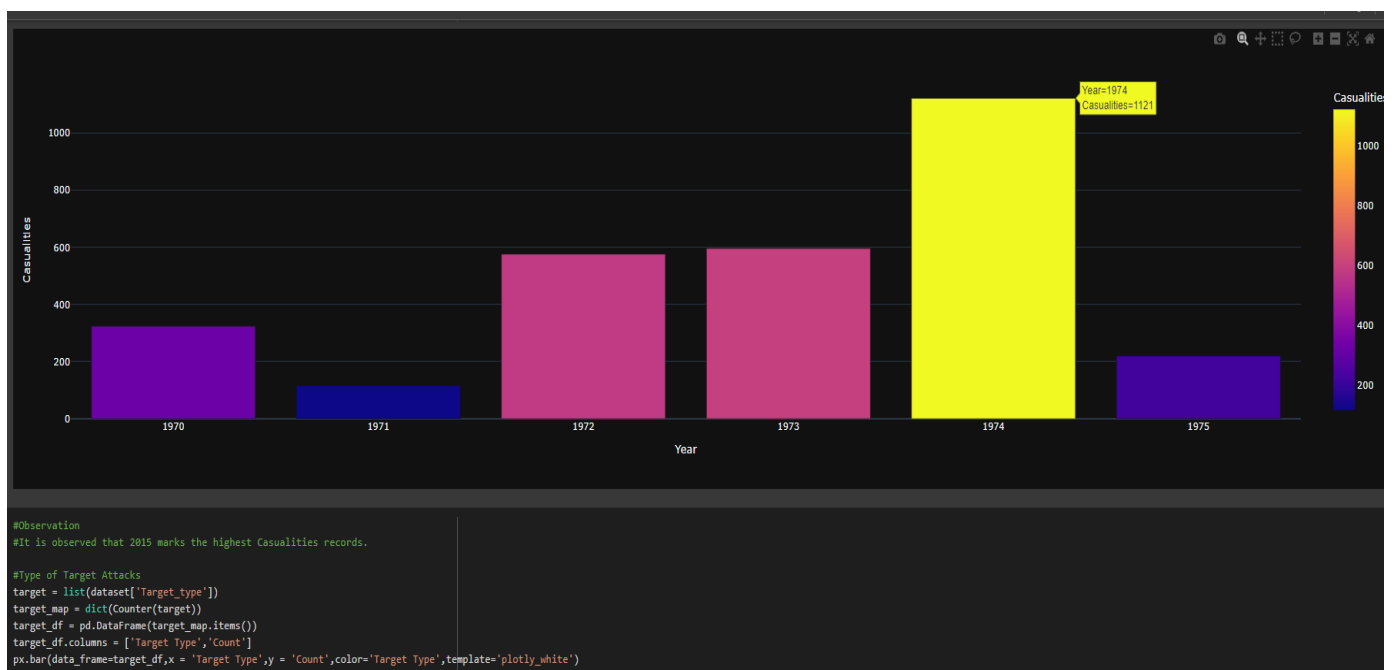 Year=1974
Casualities=1121
Casualities
1000
800
600
400
200
0
Casualities
1970
1971
1972
1973
1974
1975
Year
1000
800
600
400
200
#Observation
#It is observed that 2015 marks the highest Casualities records.
#Type of Target Attacks
target = list(dataset['Target_type'])
target_map = dict(Counter(target))
target_df = pd.DataFrame(target_map.items())
target_df.columns = ['Target Type','Count']
px.bar(data_frame=target_df,x = 'Target Type',y = 'Count',color='Target Type',template='plotly_white')